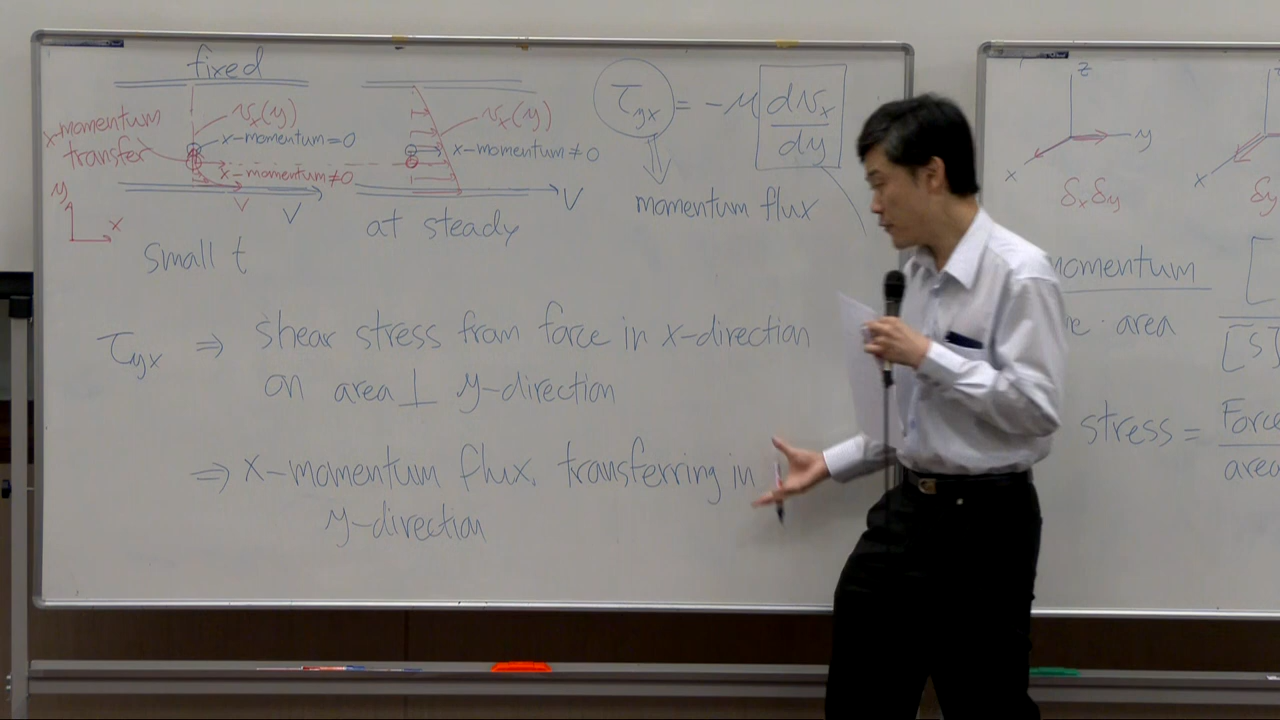 fixed
x-momentum
transfer
vx(y)
x-momentum=0
x-momentum≠0
V
V
y
x
small t
vx(y)
x-momentum≠0
V
at steady
τyx = -μ dvx/dy
momentum flux
τyx ⇒ shear stress from force in x-direction
on area ⊥ y-direction
⇒ x-momentum flux, transferring in
y-direction
z
y
x
δxδy
x
momentum
area
[S]
stress = Force
area